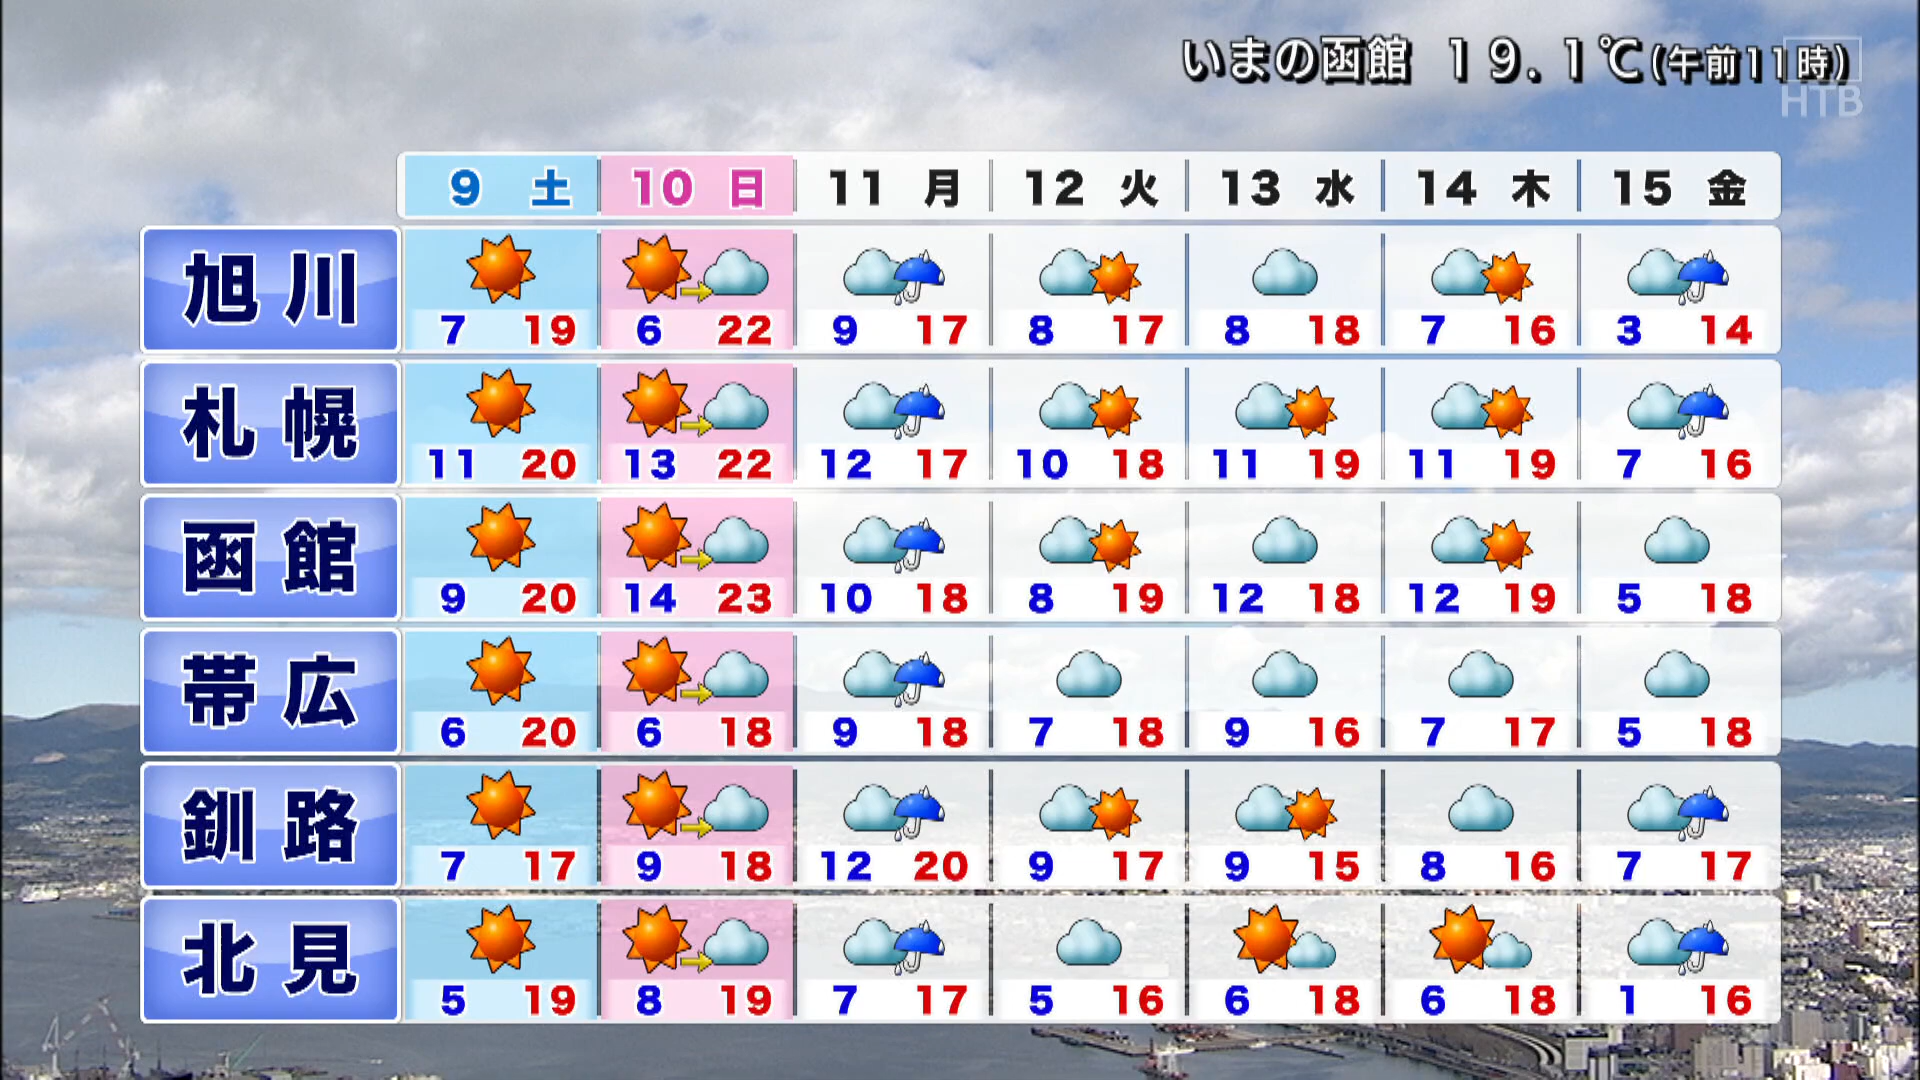 いまの函館 19.1℃(午前11時)
HTB
9 土 10 日 11 月 12 火 13 水 14 木 15 金
旭川 7 19 6 22 9 17 8 17 8 18 7 16 3 14
札幌 11 20 13 22 12 17 10 18 11 19 11 19 7 16
函館 9 20 14 23 10 18 8 19 12 18 12 19 5 18
帯広 6 20 6 18 9 18 7 18 9 16 7 17 5 18
釧路 7 17 9 18 12 20 9 17 9 15 8 16 7 17
北見 5 19 8 19 7 17 5 16 6 18 6 18 1 16